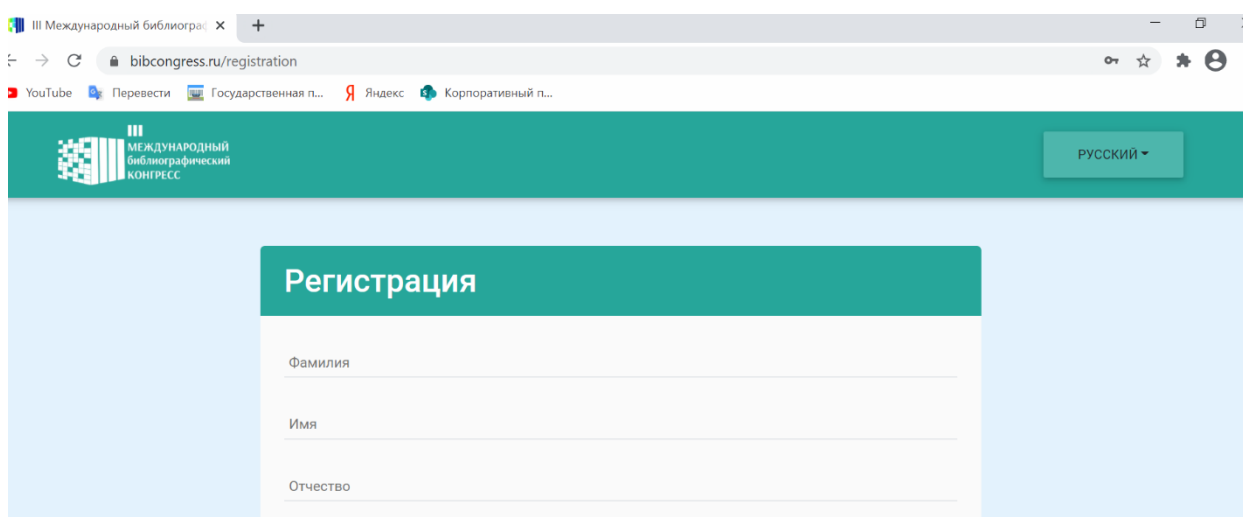 III Международный библиограф
bibcongress.ru/registration
YouTube Перевести Государственная п... Яндекс Корпоративный п...
III
МЕЖДУНАРОДНЫЙ
библиографический
КОНГРЕСС
РУССКИЙ
Регистрация
Фамилия
Имя
Отчество